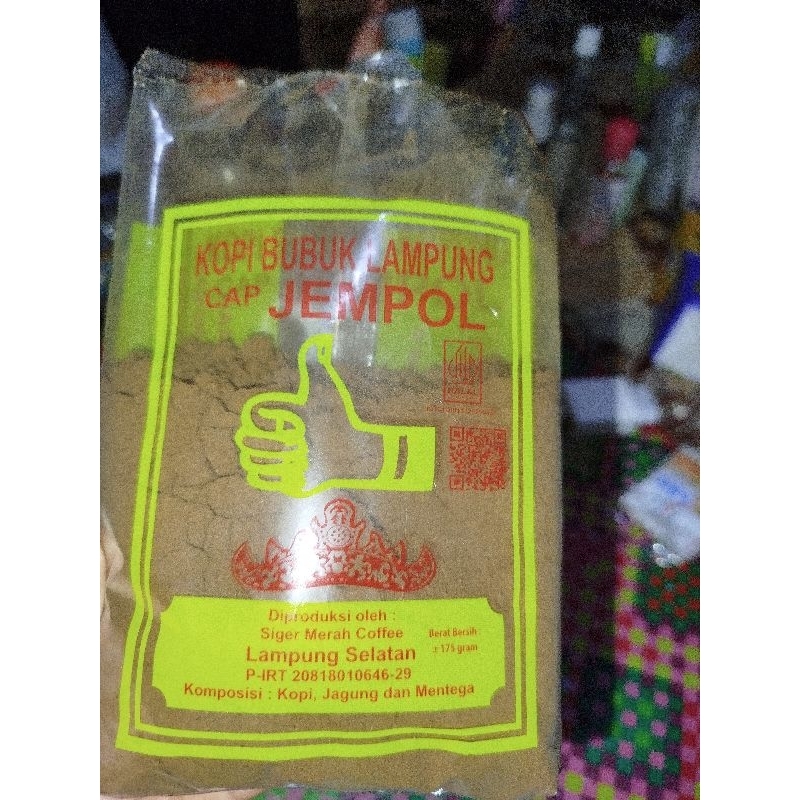 KOPI BUBUK LAMPUNG
CAP JEMPOL
HALAL
Diproduksi oleh :
Siger Merah Coffee
Lampung Selatan
P-IRT 20818010646-29
Komposisi : Kopi, Jagung dan Mentega
Berat Bersih :
± 175 gram